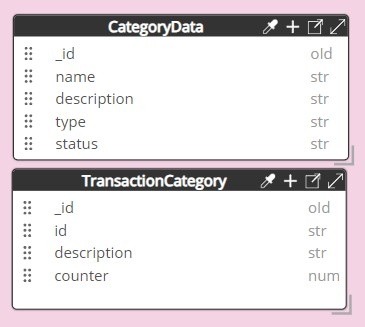 CategoryData
_id oId
name str
description str
type str
status str
TransactionCategory
_id oId
id str
description str
counter num